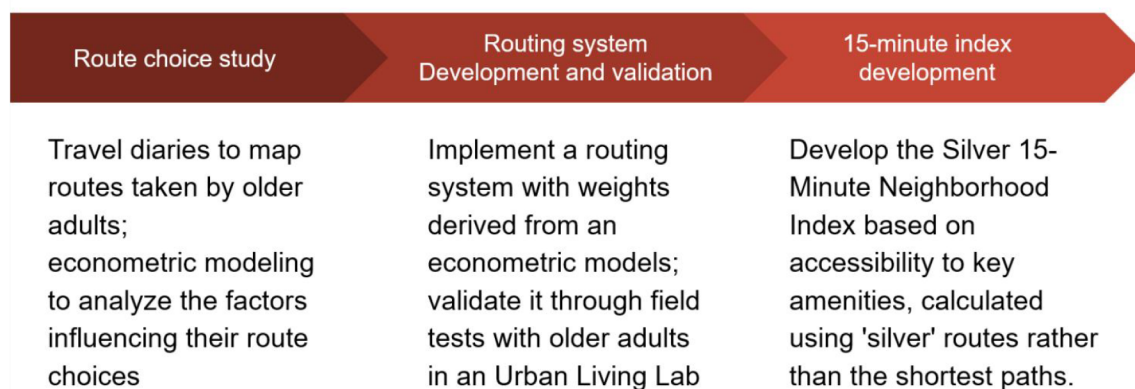 Route choice study
Routing system
Development and validation
15-minute index
development
Travel diaries to map
routes taken by older
adults;
econometric modeling
to analyze the factors
influencing their route
choices
Implement a routing
system with weights
derived from an
econometric models;
validate it through field
tests with older adults
in an Urban Living Lab
Develop the Silver 15-
Minute Neighborhood
Index based on
accessibility to key
amenities, calculated
using 'silver' routes rather
than the shortest paths.